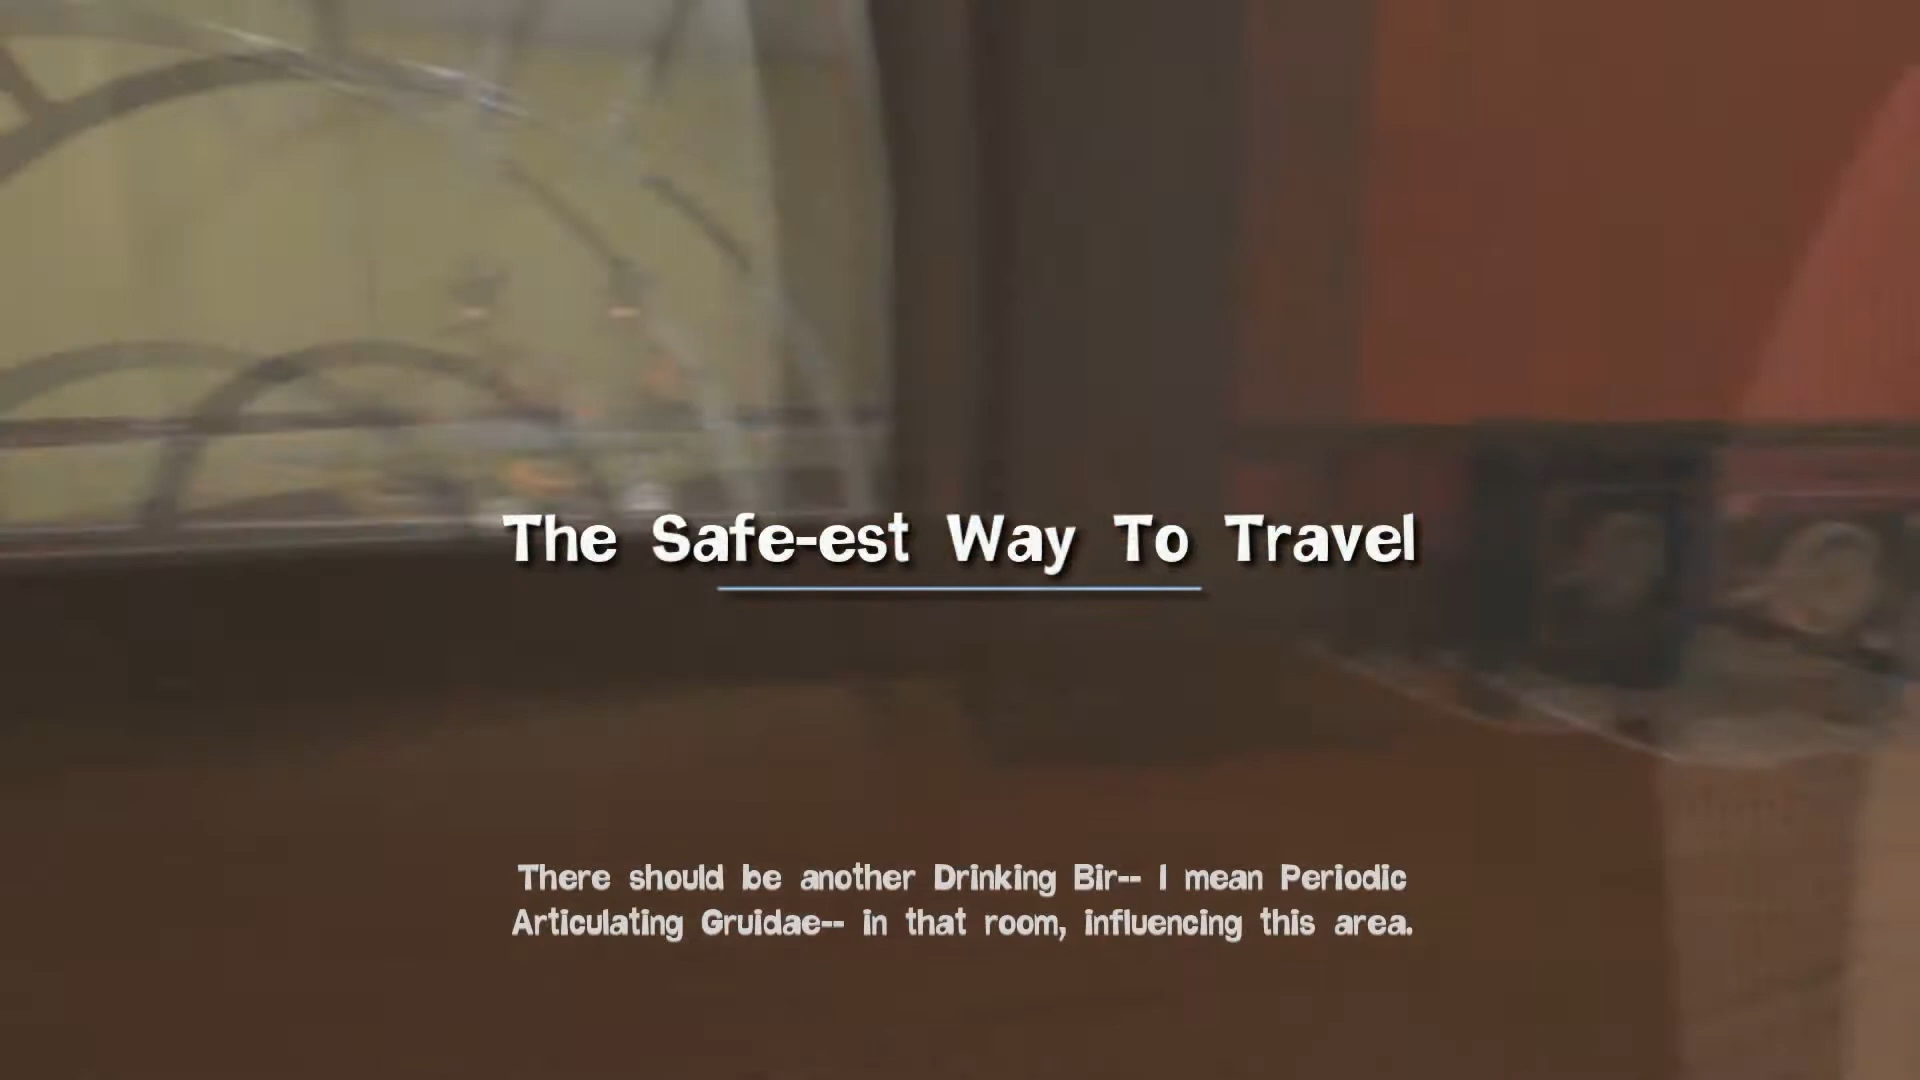 The Safe-est Way To Travel
There should be another Drinking Bir-- I mean Periodic
Articulating Gruidae-- in that room, influencing this area.